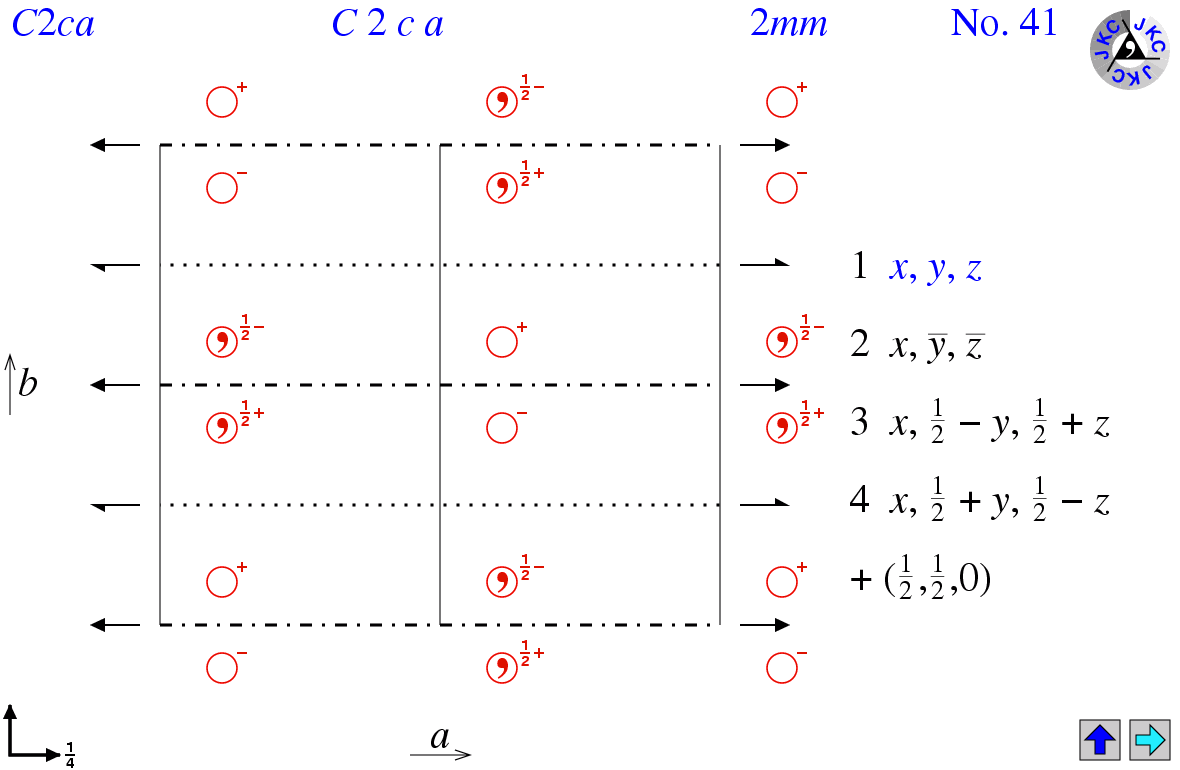 C2ca C 2 c a 2mm No. 41
JKC JKC JKC
+ ½− +
− ½+ −
1 x, y, z
½− + ½−
2 x, y̅, z̅
b
½+ − ½+
3 x, ½ − y, ½ + z
4 x, ½ + y, ½ − z
+ ½− +
+ (½,½,0)
− ½+ −
a
¼